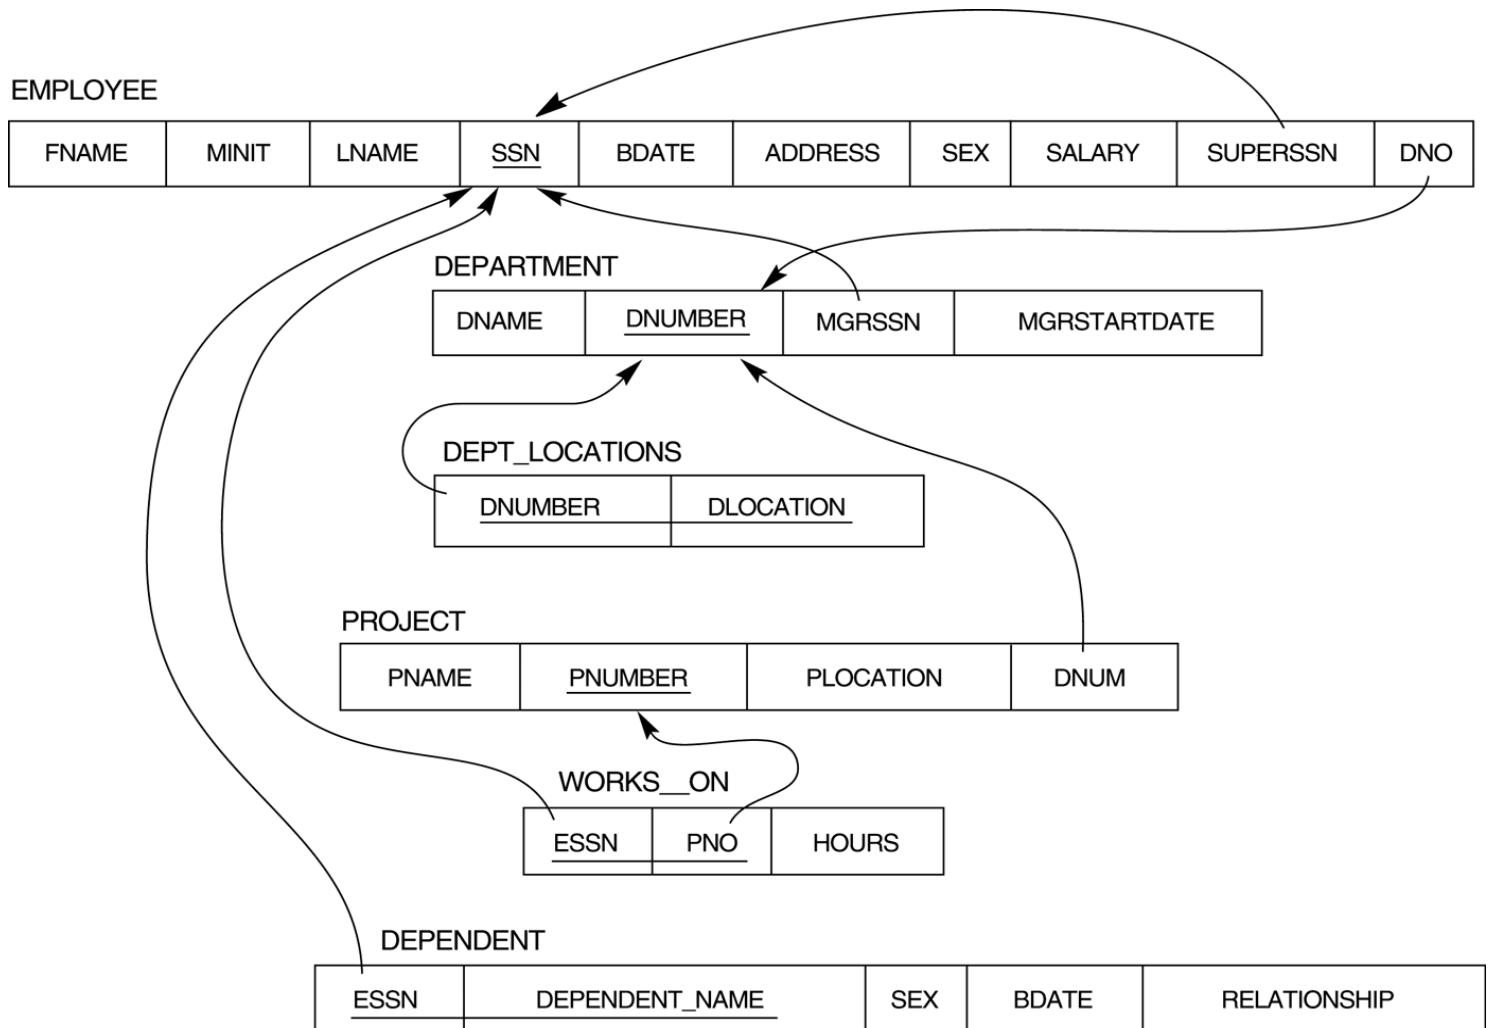 EMPLOYEE
FNAME MINIT LNAME SSN BDATE ADDRESS SEX SALARY SUPERSSN DNO
DEPARTMENT
DNAME DNUMBER MGRSSN MGRSTARTDATE
DEPT_LOCATIONS
DNUMBER DLOCATION
PROJECT
PNAME PNUMBER PLOCATION DNUM
WORKS__ON
ESSN PNO HOURS
DEPENDENT
ESSN DEPENDENT_NAME SEX BDATE RELATIONSHIP